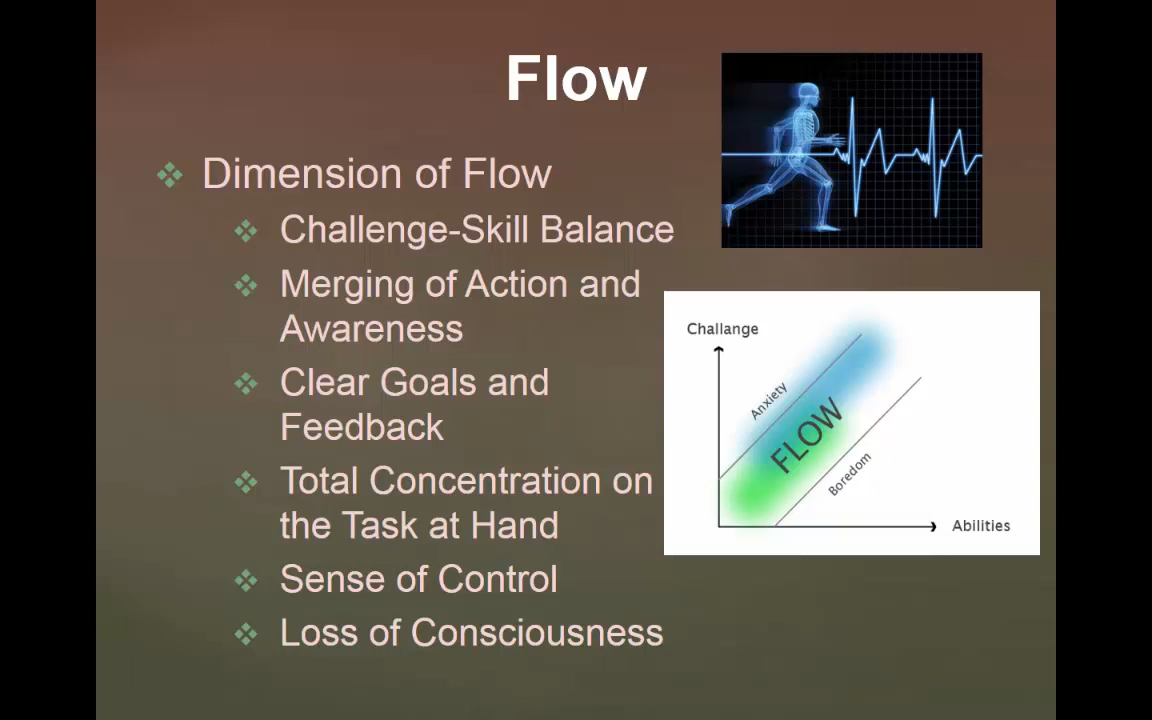 Flow
Dimension of Flow
Challenge-Skill Balance
Merging of Action and
Awareness
Clear Goals and
Feedback
Total Concentration on
the Task at Hand
Sense of Control
Loss of Consciousness
Challange
Anxiety
FLOW
Boredom
Abilities